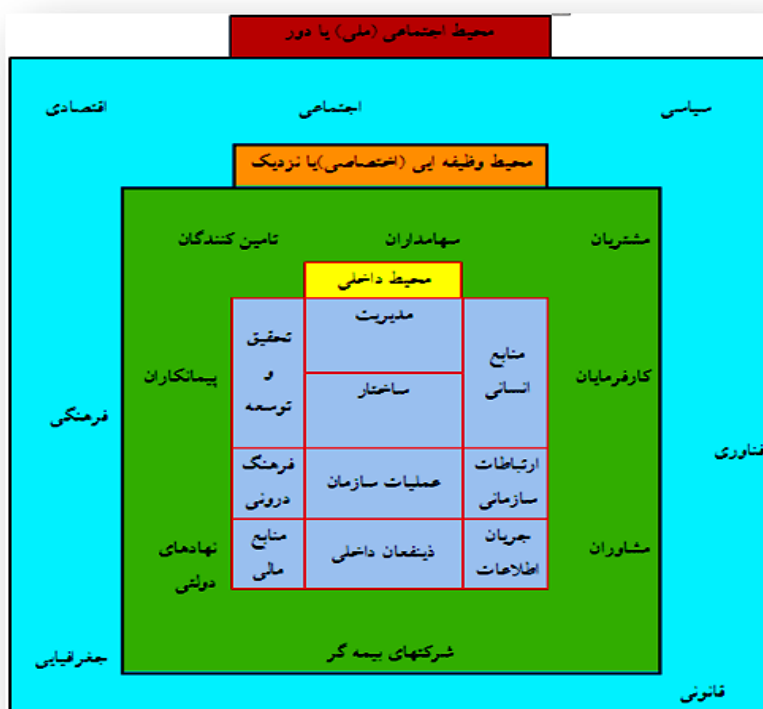 محیط اجتماعی (ملی) یا دور
سیاسی
اجتماعی
اقتصادی
محیط وظیفه ایی (اختصاصی)یا نزدیک
مشتریان
سهامداران
تامین کنندگان
محیط داخلی
منابع
انسانی
مدیریت
تحقیق
و
توسعه
ساختار
کارفرمایان
پیمانکاران
فرهنگی
فناوری
ارتباطات
سازمانی
عملیات سازمان
فرهنگ
درونی
جریان
اطلاعات
ذینفعان داخلی
منابع
مالی
مشاوران
نهادهای
دولتی
شرکتهای بیمه گر
جغرافیایی
قانونی